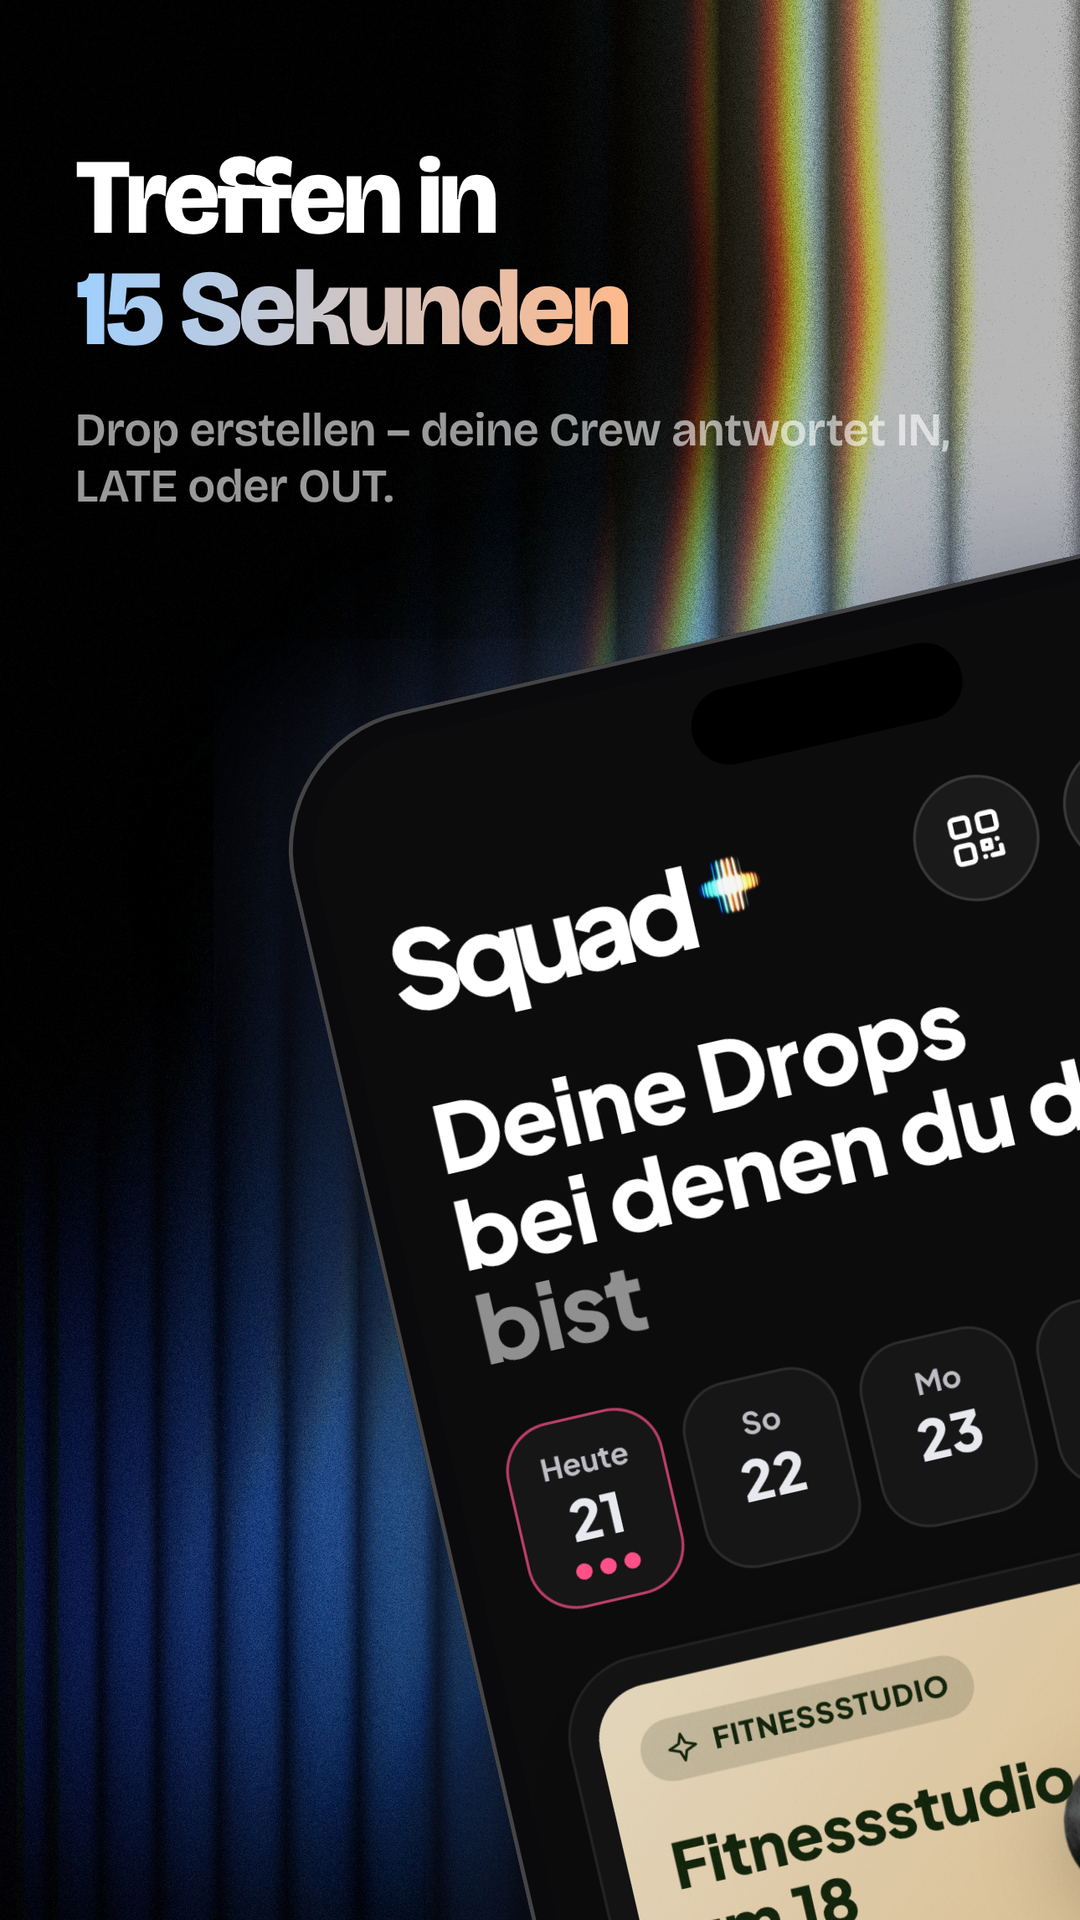 Treffen in
15 Sekunden
Drop erstellen – deine Crew antwortet IN,
LATE oder OUT.
Squad
Deine Drops
bei denen du d
bist
Heute
21
So
22
Mo
23
FITNESSSTUDIO
Fitnessstudio
18